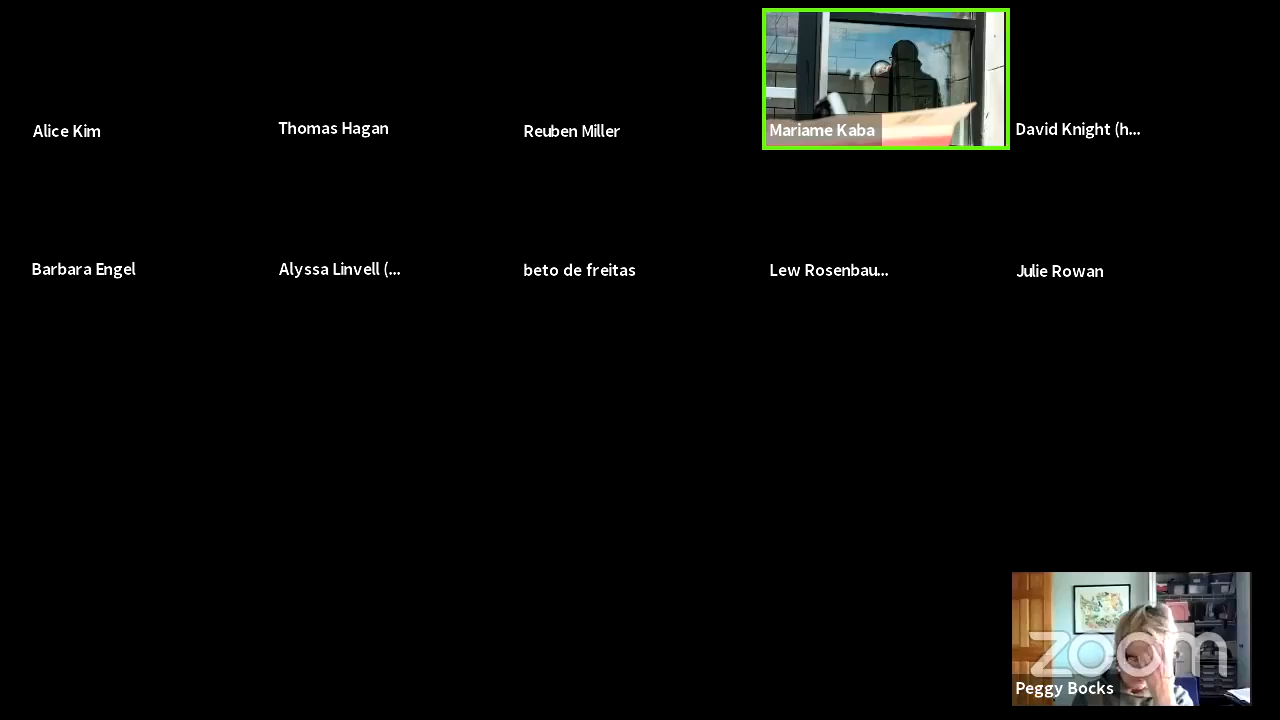 Alice Kim
Thomas Hagan
Reuben Miller
Mariame Kaba
David Knight (h...
Barbara Engel
Alyssa Linvell (...
beto de freitas
Lew Rosenbau...
Julie Rowan
zoom
Peggy Bocks